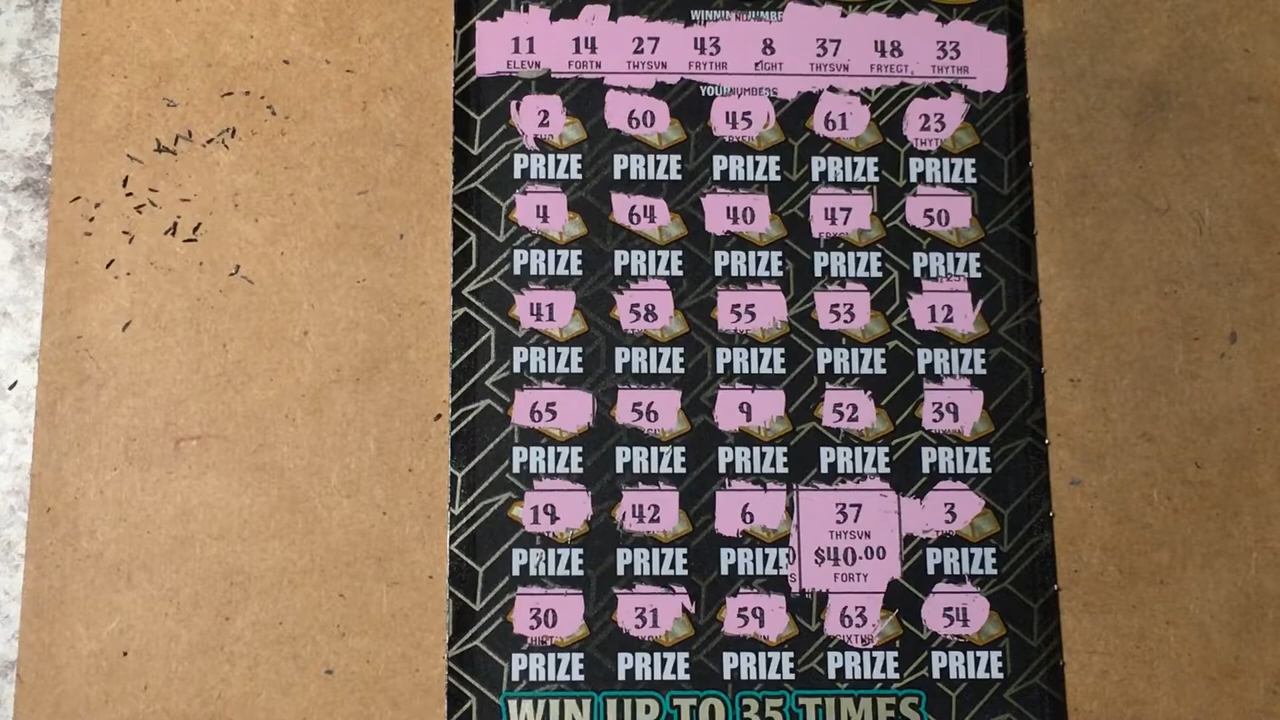 11 14 27 43 8 37 48 33
ELEVN FORTN TWYSVN FRYTHR EIGHT THYSVN FRYEGT THYTHR
YOUR NUMBERS
2 60 45 61 23
PRIZE PRIZE PRIZE PRIZE PRIZE
4 64 40 47 50
PRIZE PRIZE PRIZE PRIZE PRIZE
41 58 55 53 12
PRIZE PRIZE PRIZE PRIZE PRIZE
65 56 9 52 39
PRIZE PRIZE PRIZE PRIZE PRIZE
19 42 6 37 3
THYSVN
PRIZE PRIZE PRIZE $40.00 PRIZE
FORTY
30 31 59 63 54
PRIZE PRIZE PRIZE PRIZE PRIZE
WIN UP TO 35 TIMES